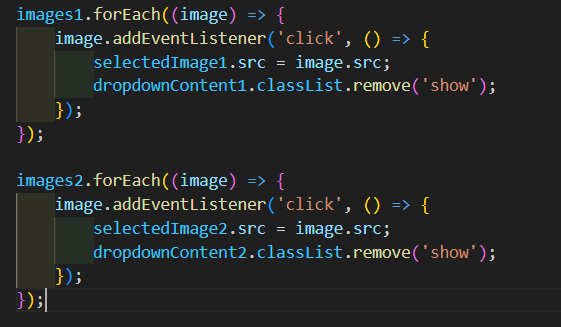 images1.forEach((image) => {
    image.addEventListener('click', () => {
        selectedImage1.src = image.src;
        dropdownContent1.classList.remove('show');
    });
});

images2.forEach((image) => {
    image.addEventListener('click', () => {
        selectedImage2.src = image.src;
        dropdownContent2.classList.remove('show');
    });
});